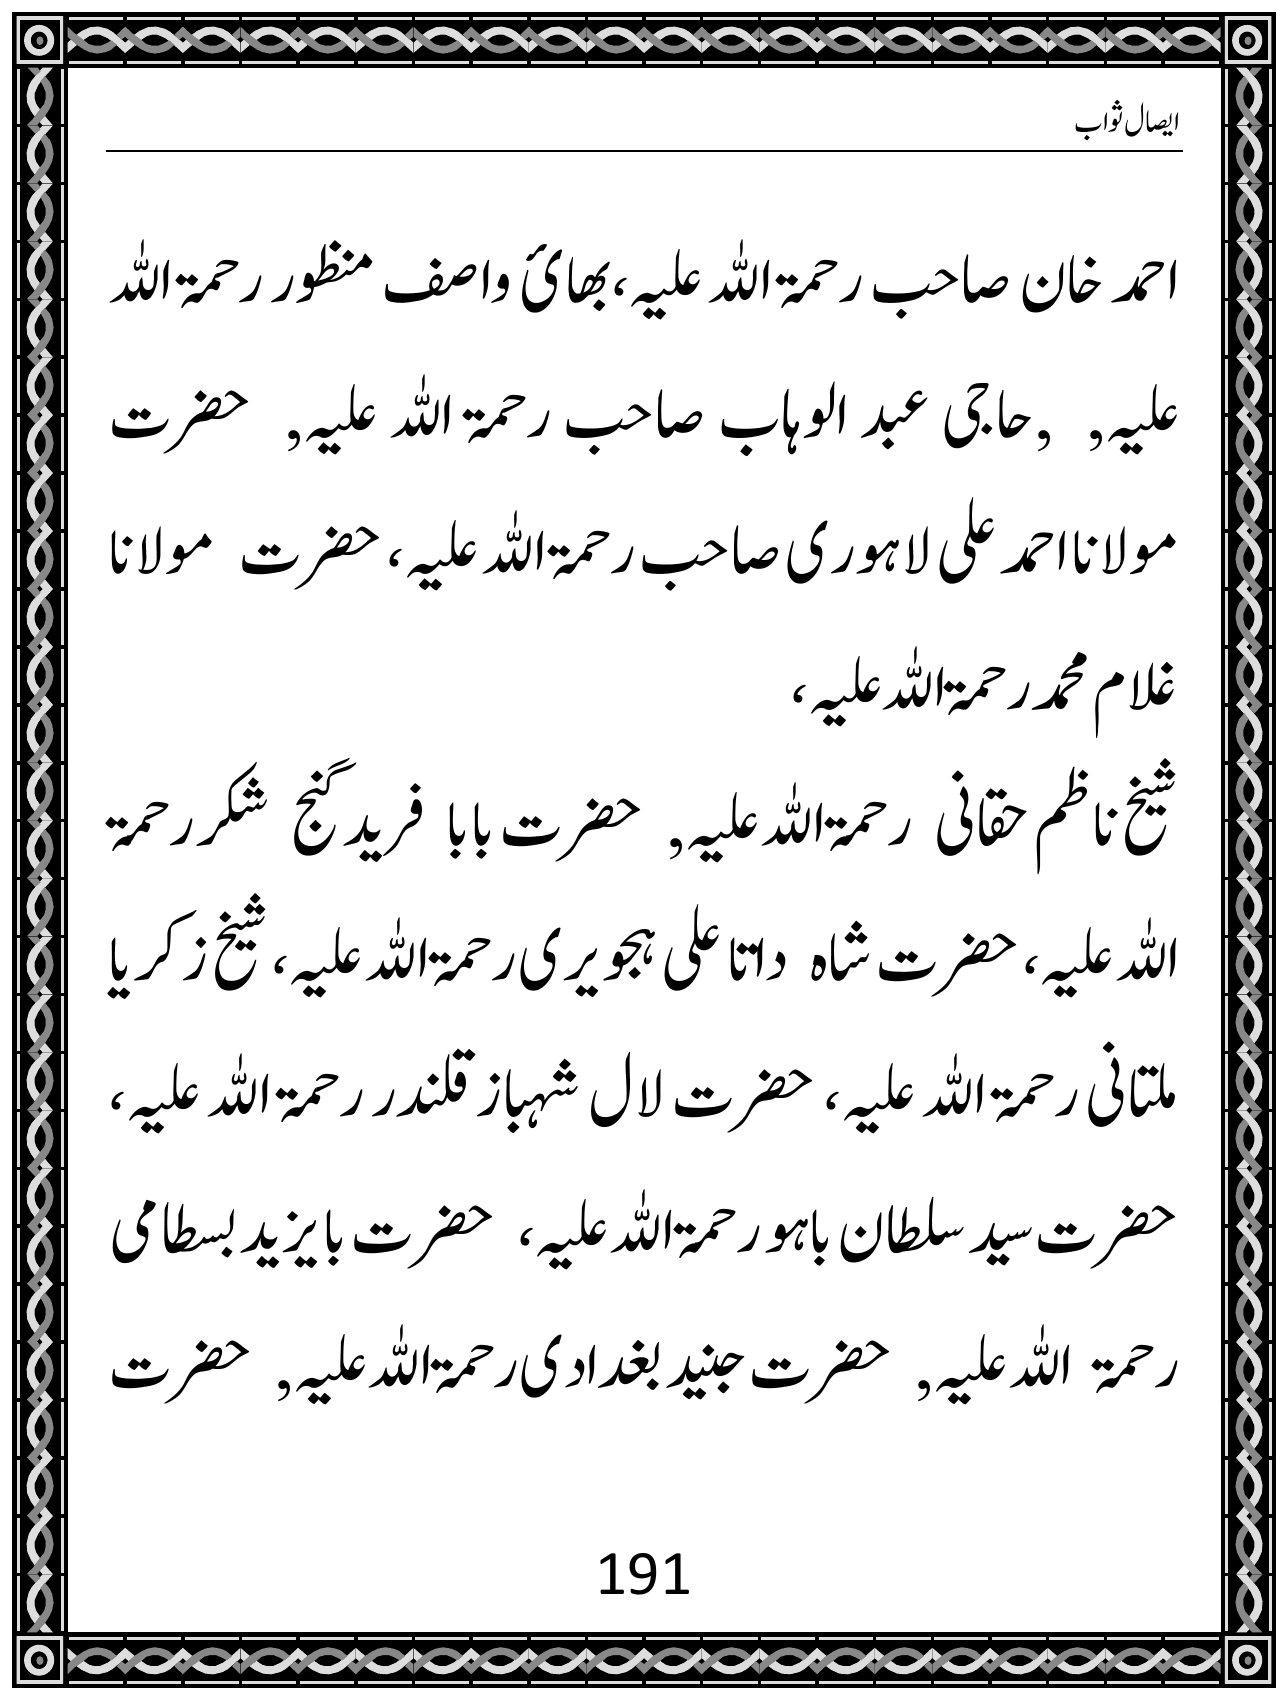 ایصال ثواب
احمد خان صاحب رحمۃ اللہ علیہ، بھائ واصف منظور رحمۃ اللہ
علیہ, ,حاجی عبد الوہاب صاحب رحمۃ اللہ علیہ, حضرت
مولانا احمد علی لاہوری صاحب رحمۃ اللہ علیہ، حضرت مولانا
غلام محمد رحمۃ اللہ علیہ،
شیخ ناظم حقانی رحمۃ اللہ علیہ, حضرت بابا فرید گنج شکر رحمۃ
اللہ علیہ، حضرت شاہ داتا علی ہجویری رحمۃ اللہ علیہ، شیخ زکریا
ملتانی رحمۃ اللہ علیہ، حضرت لال شہباز قلندر رحمۃ اللہ علیہ،
حضرت سید سلطان باہو رحمۃ اللہ علیہ، حضرت بایزید بسطامی
رحمۃ اللہ علیہ, حضرت جنید بغدادی رحمۃ اللہ علیہ, حضرت
191